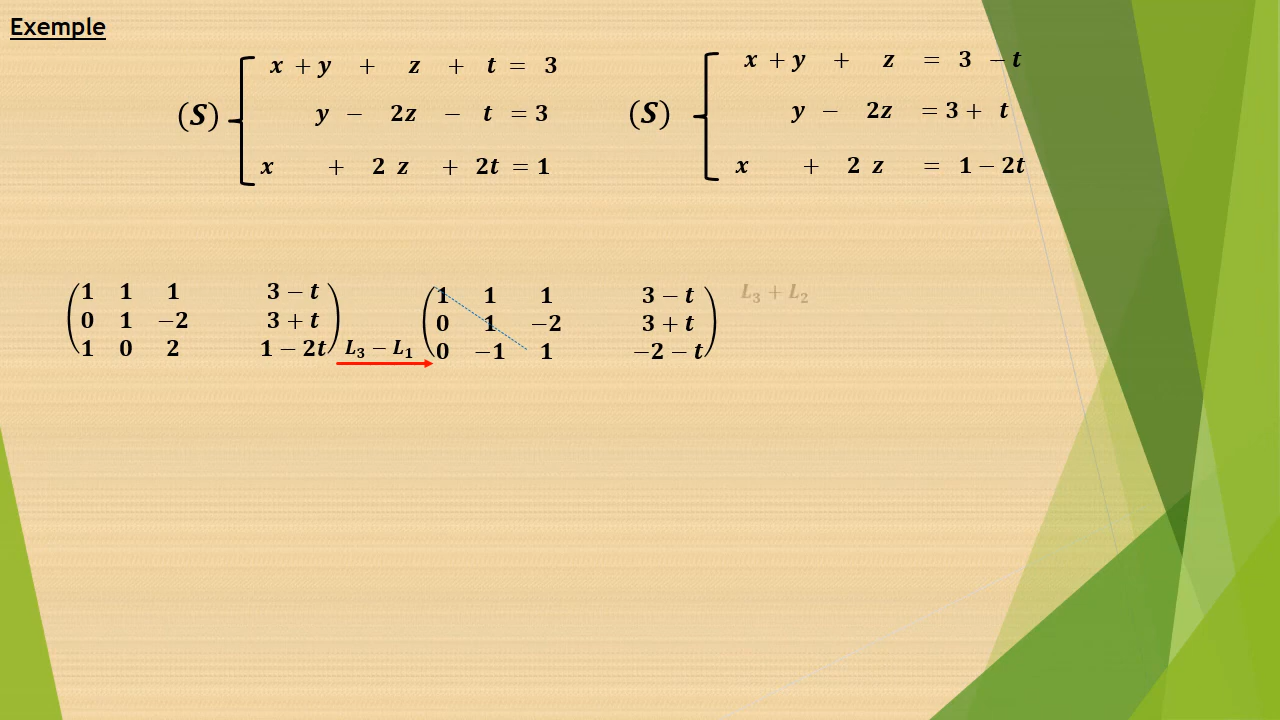 Exemple
(S) { x + y + z + t = 3
y − 2z − t = 3
x + 2 z + 2t = 1
(S) { x + y + z = 3 − t
y − 2z = 3 + t
x + 2 z = 1 − 2t
( 1 1 1 3 − t
0 1 −2 3 + t
1 0 2 1 − 2t )
L₃ − L₁
( 1 1 1 3 − t
0 1 −2 3 + t
0 −1 1 −2 − t )
L₃ + L₂